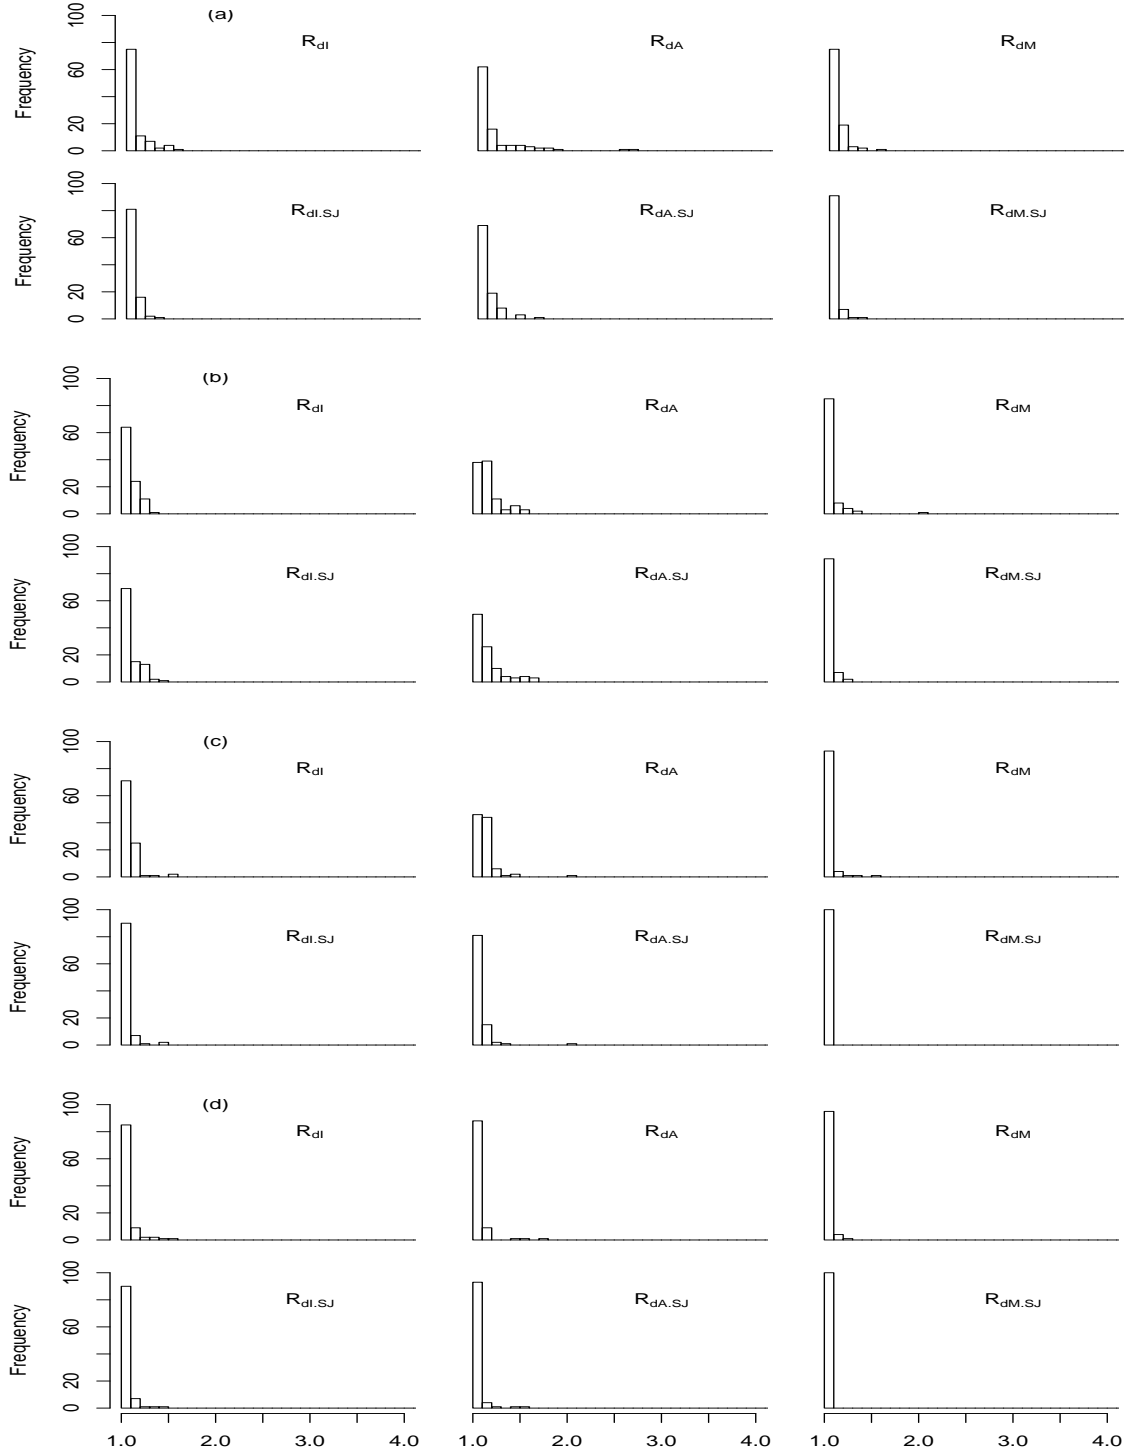 (a)
R_dI R_dA R_dM
Frequency
0 20 60 100
R_dI.SJ R_dA.SJ R_dM.SJ
Frequency
0 20 60 100
(b)
R_dI R_dA R_dM
Frequency
0 20 60 100
R_dI.SJ R_dA.SJ R_dM.SJ
Frequency
0 20 60 100
(c)
R_dI R_dA R_dM
Frequency
0 20 60 100
R_dI.SJ R_dA.SJ R_dM.SJ
Frequency
0 20 60 100
(d)
R_dI R_dA R_dM
Frequency
0 20 60 100
R_dI.SJ R_dA.SJ R_dM.SJ
Frequency
0 20 60 100
1.0 2.0 3.0 4.0 1.0 2.0 3.0 4.0 1.0 2.0 3.0 4.0